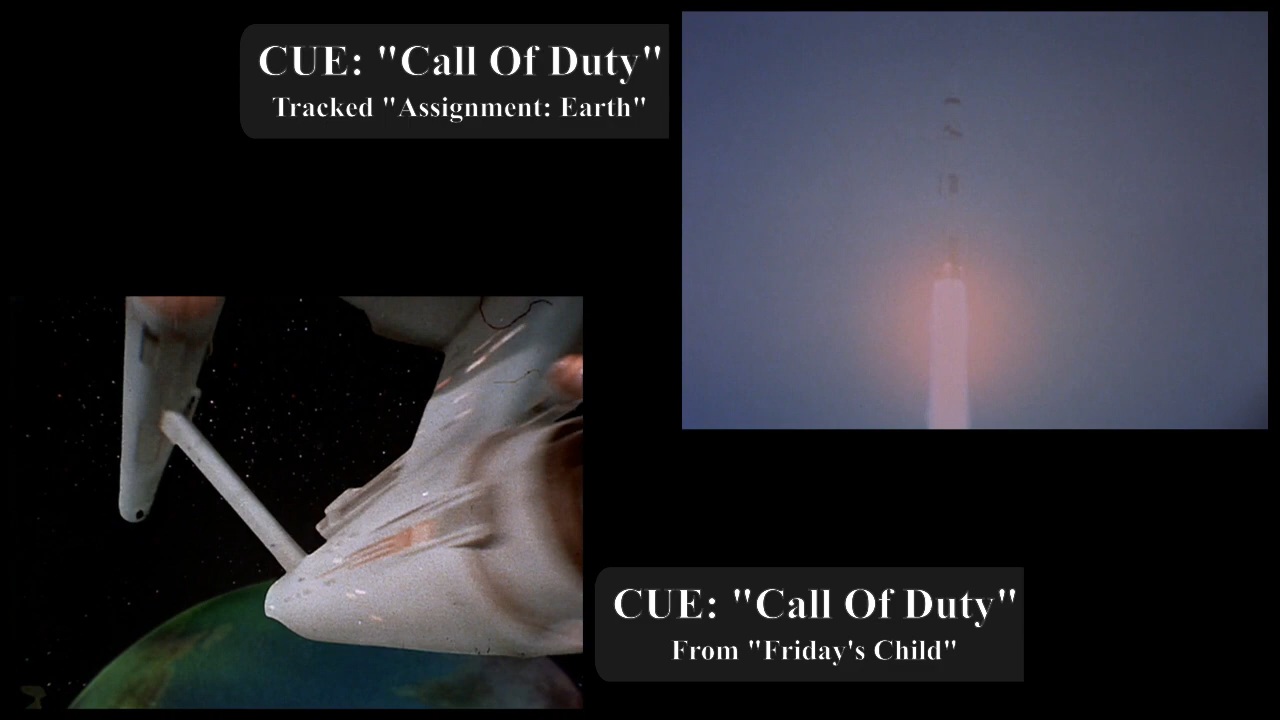 CUE: "Call Of Duty"
Tracked "Assignment: Earth"
CUE: "Call Of Duty"
From "Friday's Child"